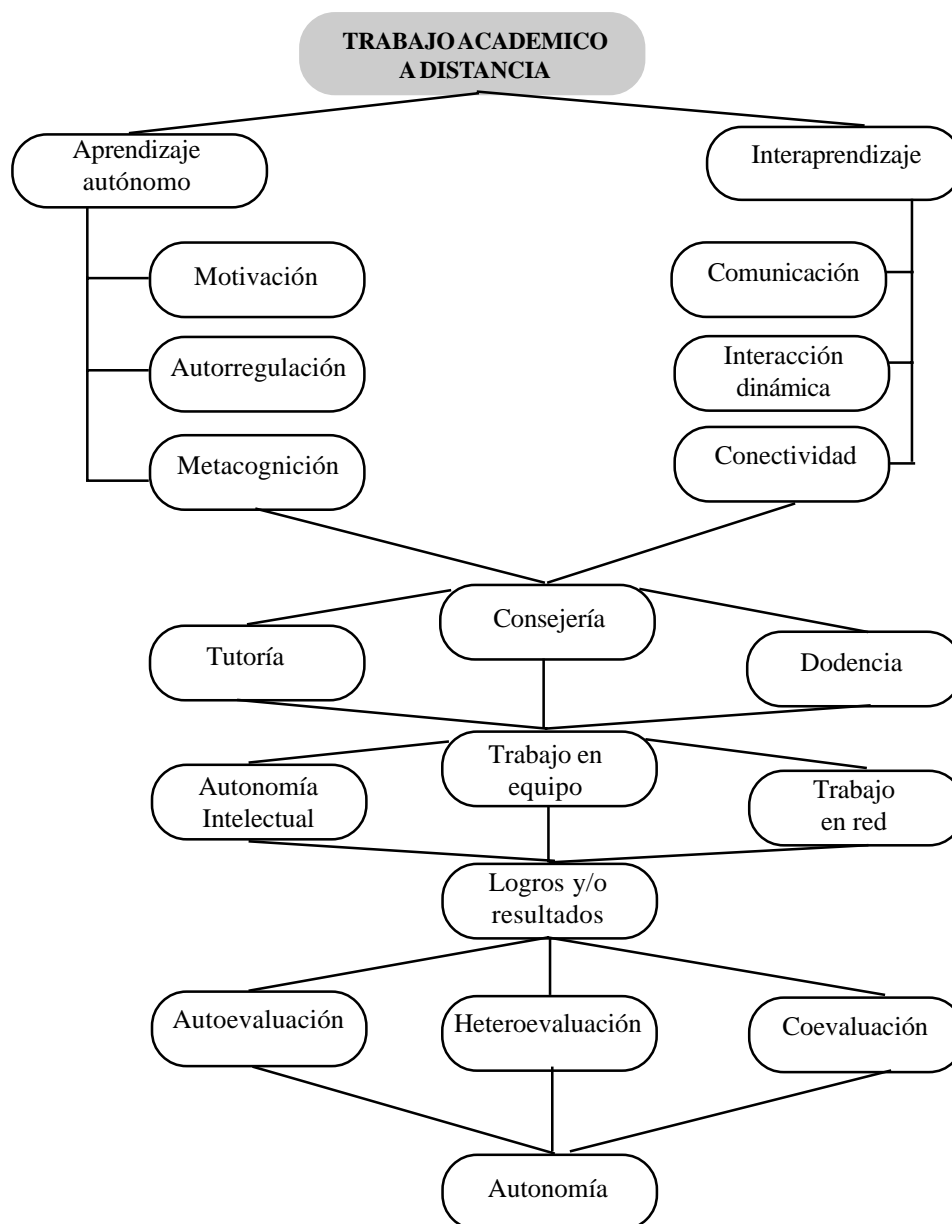 TRABAJO ACADEMICO
A DISTANCIA
Aprendizaje
autónomo
Interaprendizaje
Motivación
Comunicación
Autorregulación
Interacción
dinámica
Metacognición
Conectividad
Consejería
Tutoría
Dodencia
Trabajo en
equipo
Autonomía
Intelectual
Trabajo
en red
Logros y/o
resultados
Autoevaluación
Heteroevaluación
Coevaluación
Autonomía